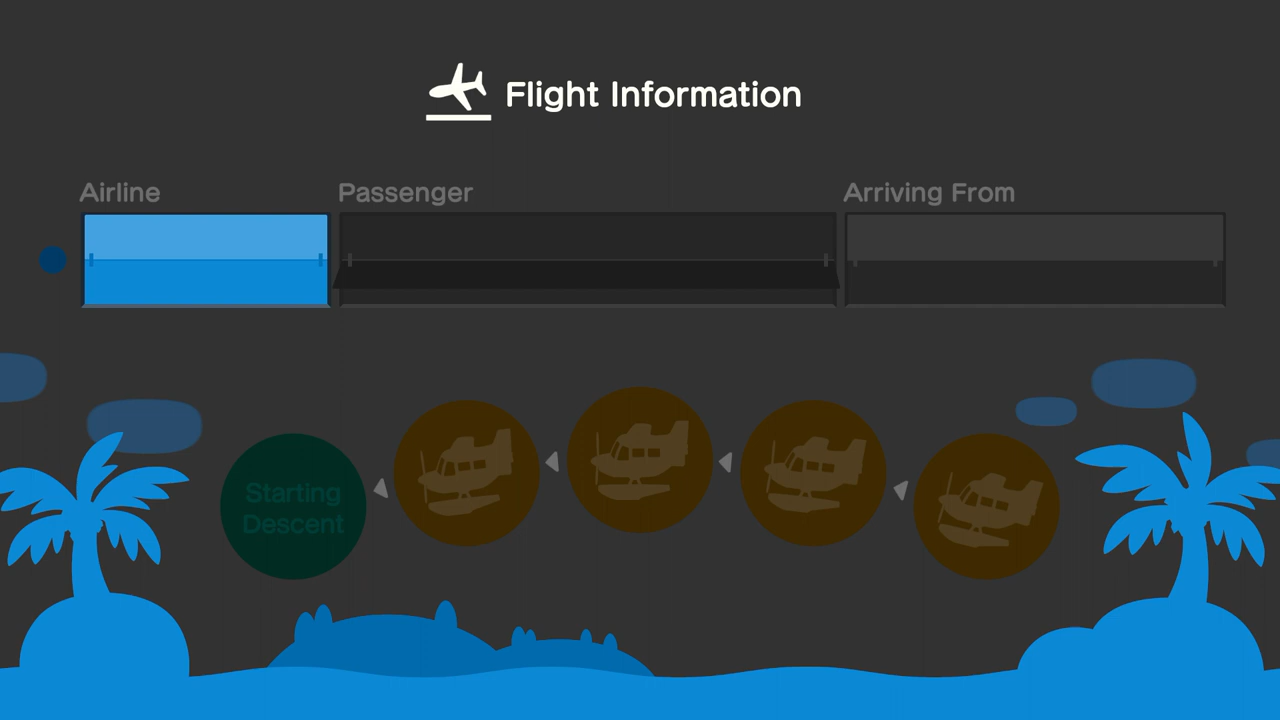 Flight Information
Airline
Passenger
Arriving From
Starting
Descent